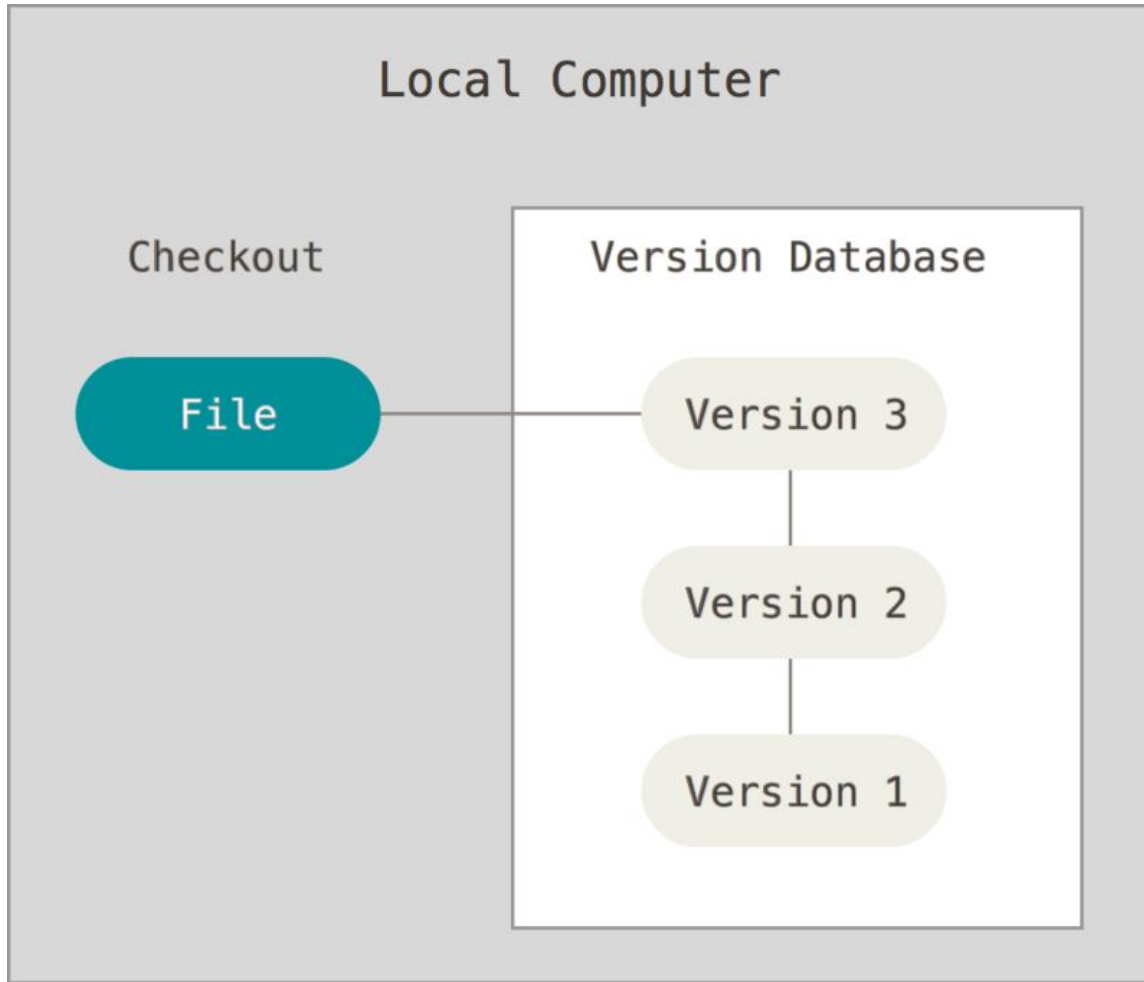 Local Computer
Checkout
Version Database
File
Version 3
Version 2
Version 1